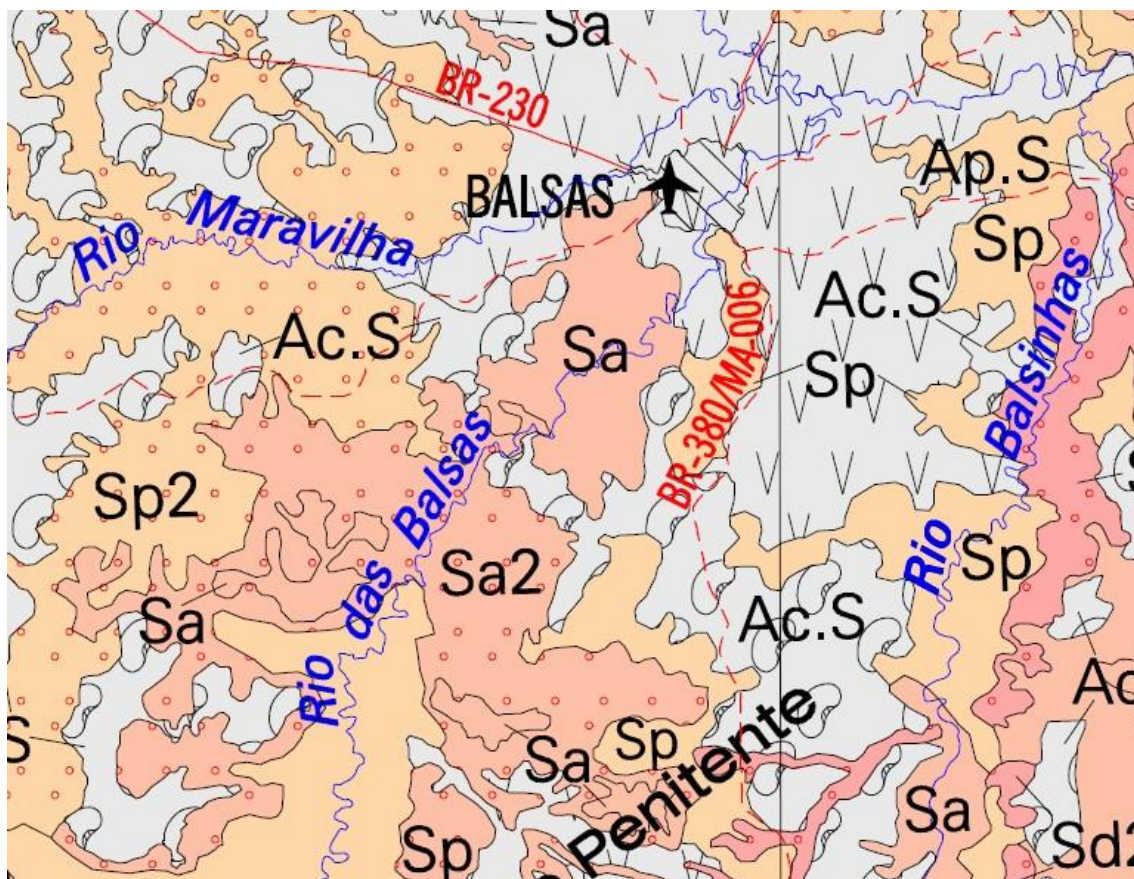 Sa
BR-230
BALSAS
Ap.S
Rio Maravilha
Sp
Ac.S
Ac.S
Sa
Sp
BR-380/MA-006
Rio Balsinhas
Sp2
Rio das Balsas
Sa2
Sp
Sa
Ac.S
Ac
S
Sa
Sp
Penitente
Sa
Sp
Sd2